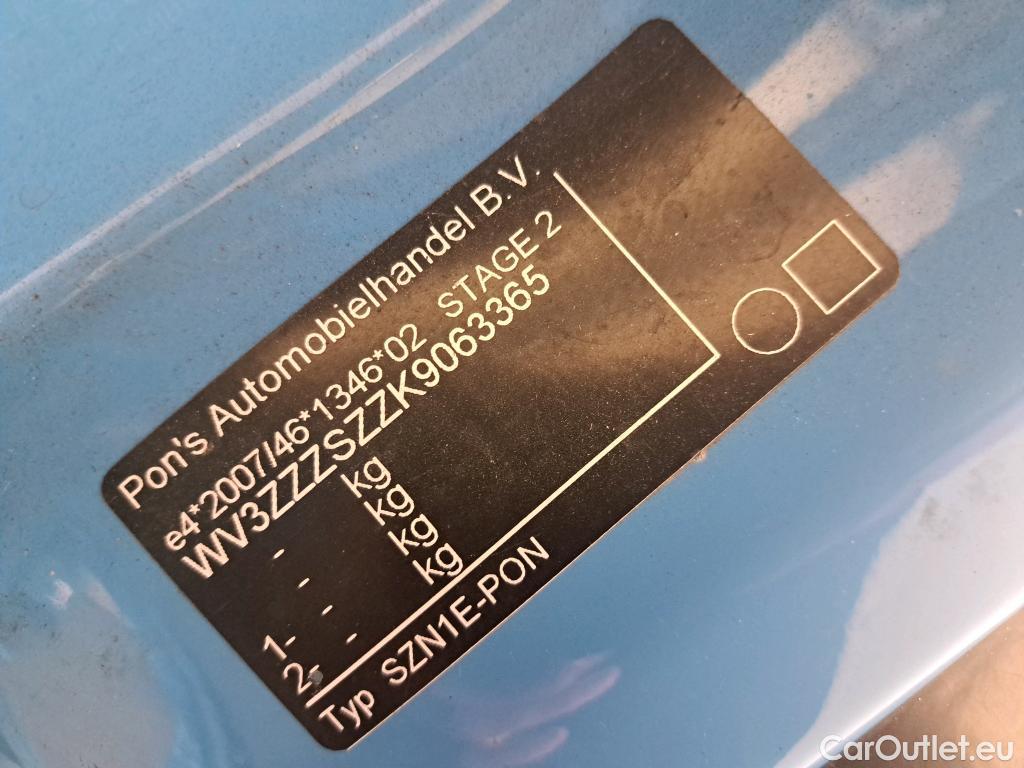 Pon's Automobielhandel B.V.
e4*2007/46*1346*02 STAGE 2
WV3ZZZSZZK9063365
- kg
- kg
1- - kg
2- - kg
Typ SZN1E-PON
CarOutlet.eu